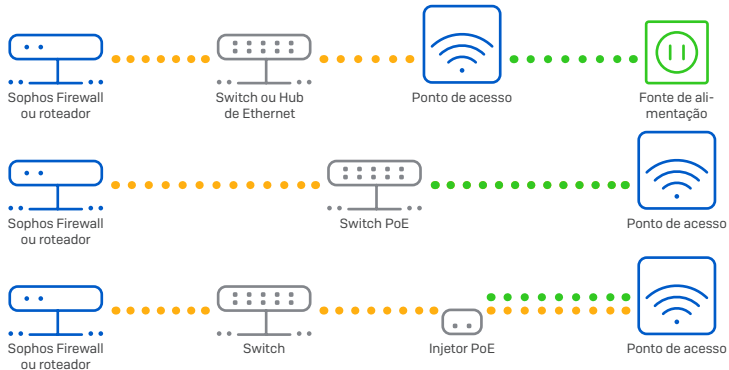 Sophos Firewall
ou roteador
Switch ou Hub
de Ethernet
Ponto de acesso
Fonte de ali-
mentação
Sophos Firewall
ou roteador
Switch PoE
Ponto de acesso
Sophos Firewall
ou roteador
Switch
Injetor PoE
Ponto de acesso